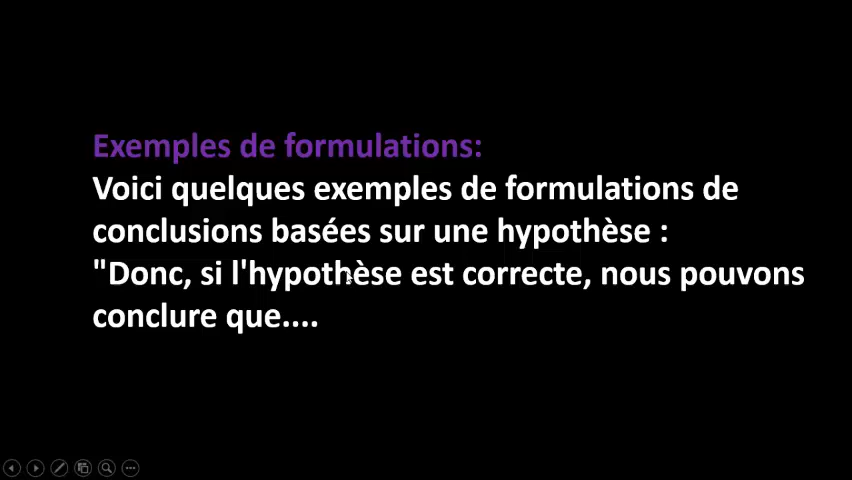 Exemples de formulations:
Voici quelques exemples de formulations de
conclusions basées sur une hypothèse :
"Donc, si l'hypothèse est correcte, nous pouvons
conclure que....